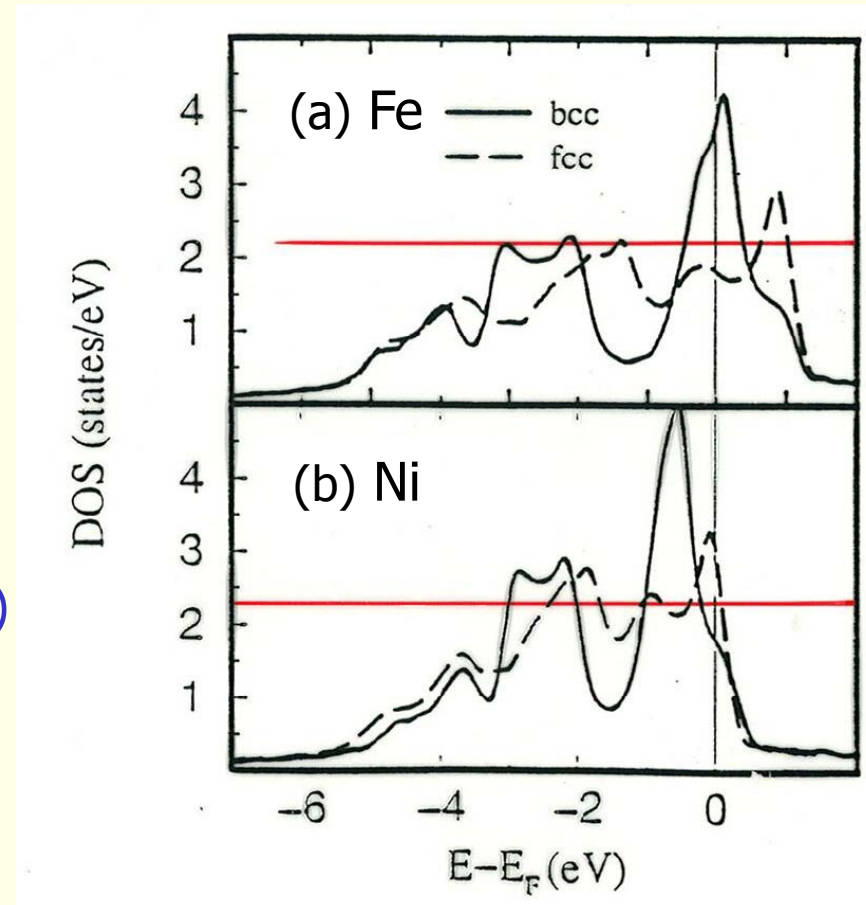 (a) Fe
bcc
fcc
4
3
2
1
DOS (states/eV)
(b) Ni
4
3
2
1
)
-6 -4 -2 0
E-E_F (eV)